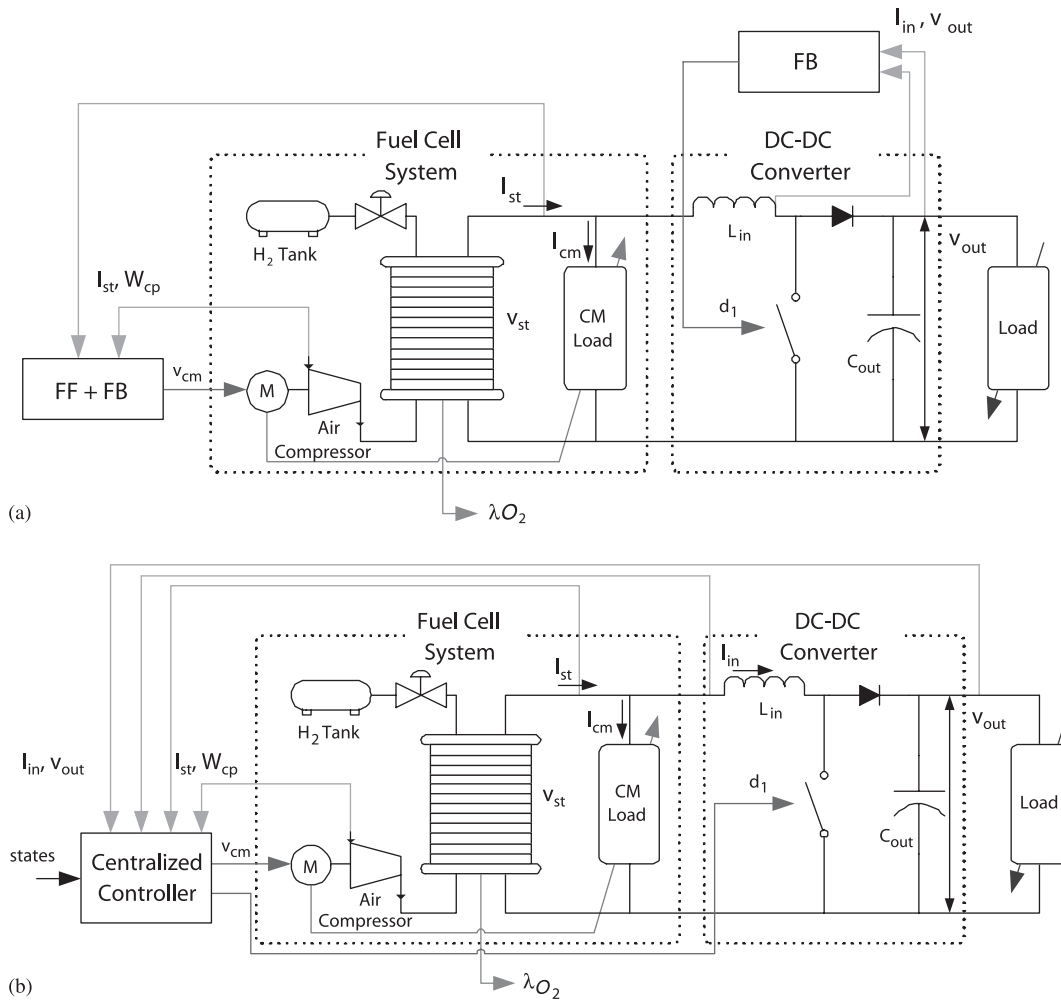 I_in, v_out
FB
Fuel Cell
System
DC-DC
Converter
I_st
H_2 Tank
I_cm
L_in
I_st, W_cp
v_st
CM
Load
d_1
C_out
v_out
Load
FF + FB
v_cm
M
Air
Compressor
λO_2
(a)
Fuel Cell
System
DC-DC
Converter
I_st
I_in
H_2 Tank
I_cm
L_in
v_out
I_in, v_out
I_st, W_cp
v_st
CM
Load
d_1
C_out
Load
states
Centralized
Controller
v_cm
M
Air
Compressor
λ_O_2
(b)